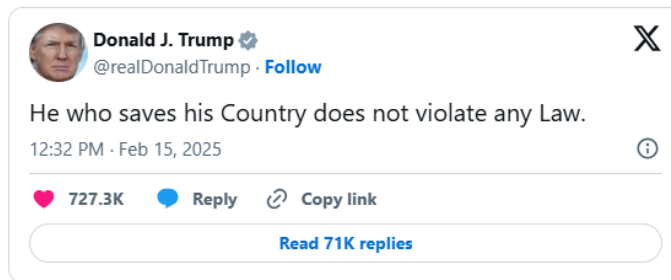 Donald J. Trump
@realDonaldTrump · Follow
He who saves his Country does not violate any Law.
12:32 PM · Feb 15, 2025
727.3K Reply Copy link
Read 71K replies